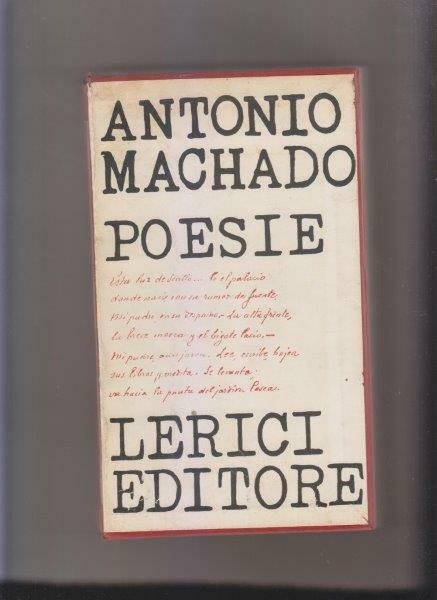 ANTONIO
MACHADO
POESIE
Esta luz de Sevilla... Es el palacio
donde nací con su rumor de fuente.
Mi padre en su despacho. La alta frente,
la breve mosca y el bigote lacio,—
Mi padre, aun joven. Lee, escribe, hojea
sus libros y medita. Se levanta;
va hacia la puerta del jardín. Pasea.
LERICI
EDITORE